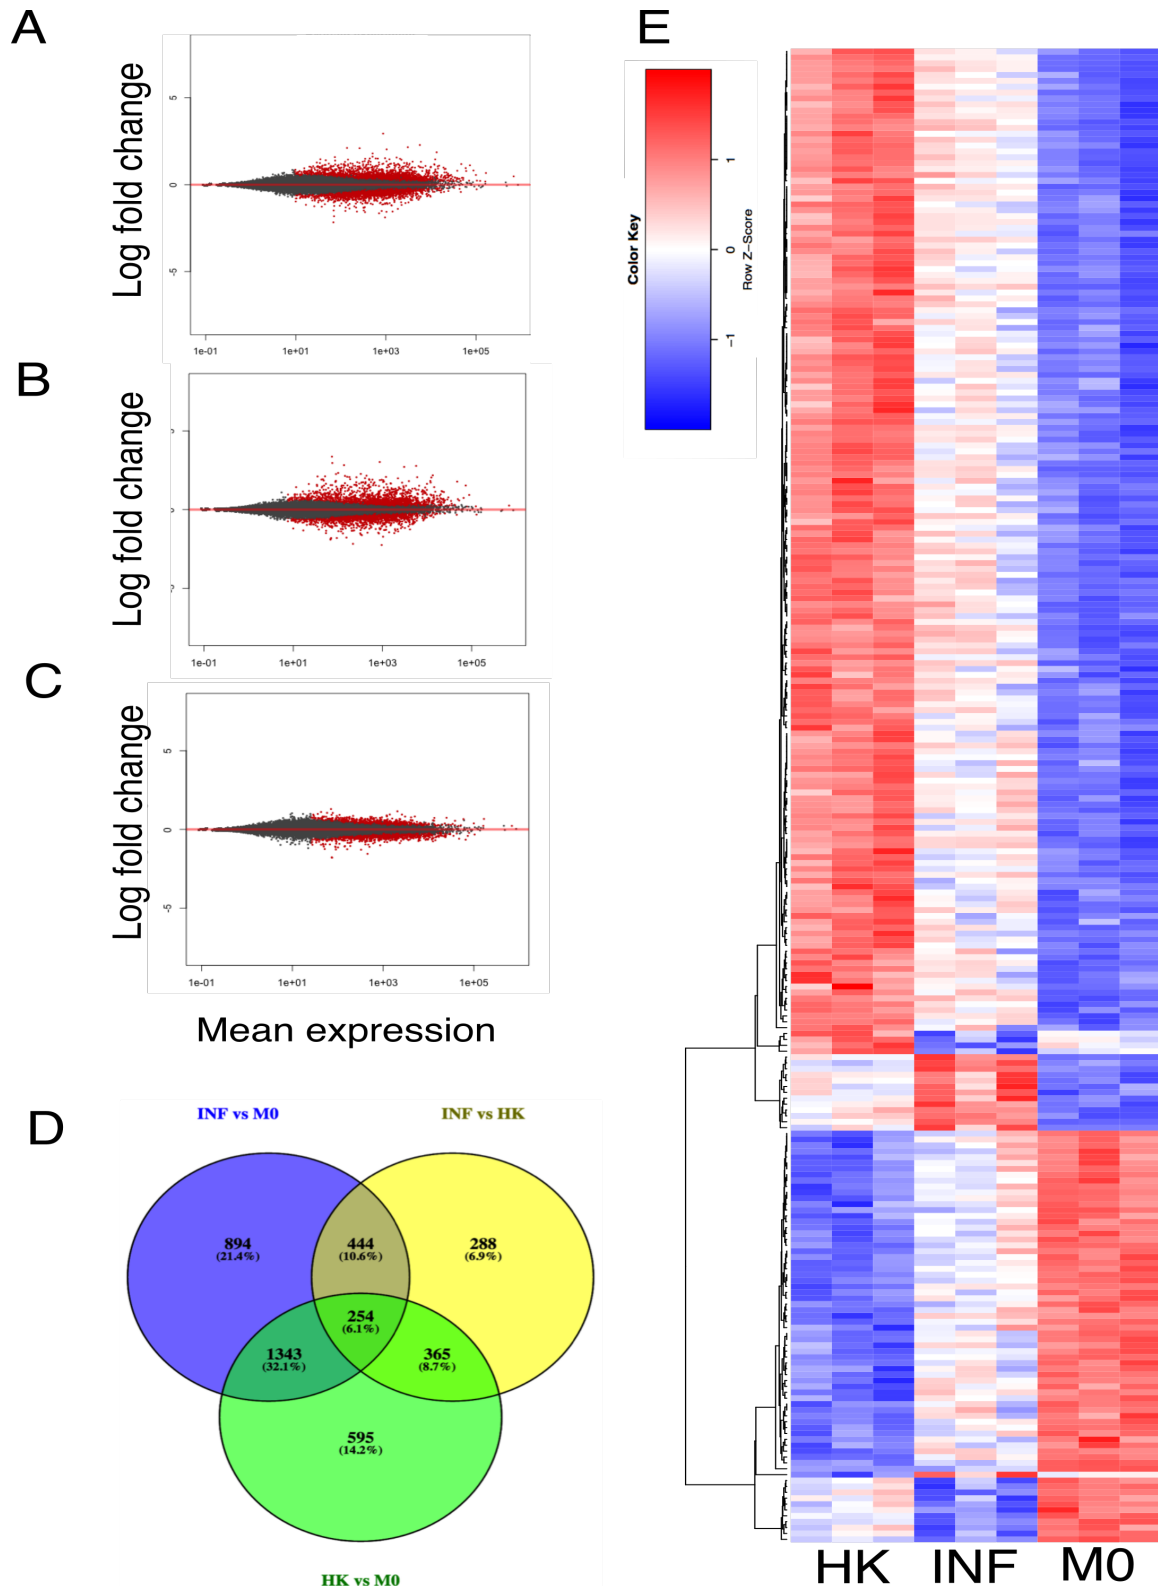 A
Log fold change
5
0
-5
1e-01 1e+01 1e+03 1e+05
B
Log fold change
0
1e-01 1e+01 1e+03 1e+05
C
Log fold change
5
0
-5
1e-01 1e+01 1e+03 1e+05
Mean expression
D
INF vs M0
INF vs HK
894
(21.4%)
444
(10.6%)
288
(6.9%)
254
(6.1%)
1343
(32.1%)
365
(8.7%)
595
(14.2%)
HK vs M0
E
Color Key
1
0
−1
Row Z−Score
HK INF M0